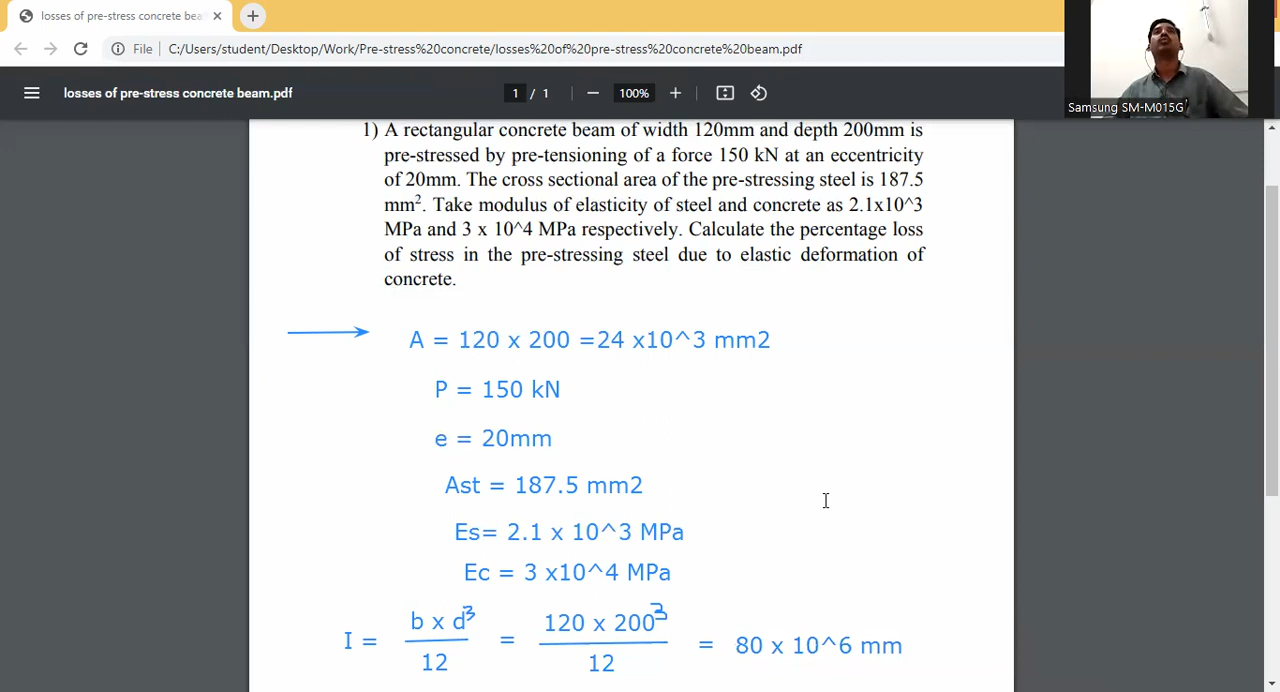 losses of pre-stress concrete bea
File
C:/Users/student/Desktop/Work/Pre-stress%20concrete/losses%20of%20pre-stress%20concrete%20beam.pdf
losses of pre-stress concrete beam.pdf
1 / 1
100%
Samsung SM-M015G
1) A rectangular concrete beam of width 120mm and depth 200mm is
pre-stressed by pre-tensioning of a force 150 kN at an eccentricity
of 20mm. The cross sectional area of the pre-stressing steel is 187.5
mm². Take modulus of elasticity of steel and concrete as 2.1x10^3
MPa and 3 x 10^4 MPa respectively. Calculate the percentage loss
of stress in the pre-stressing steel due to elastic deformation of
concrete.
A = 120 x 200 =24 x10^3 mm2
P = 150 kN
e = 20mm
Ast = 187.5 mm2
Es= 2.1 x 10^3 MPa
Ec = 3 x10^4 MPa
I = b x d³ / 12 = 120 x 200³ / 12 = 80 x 10^6 mm